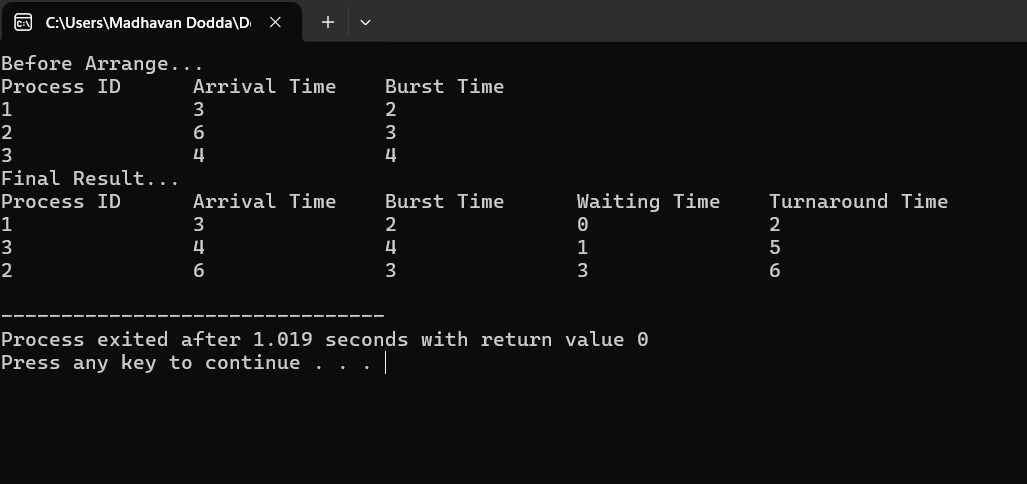 C:\Users\Madhavan Dodda\D
Before Arrange...
Process ID Arrival Time Burst Time
1 3 2
2 6 3
3 4 4
Final Result...
Process ID Arrival Time Burst Time Waiting Time Turnaround Time
1 3 2 0 2
3 4 4 1 5
2 6 3 3 6
--------------------------------
Process exited after 1.019 seconds with return value 0
Press any key to continue . . .